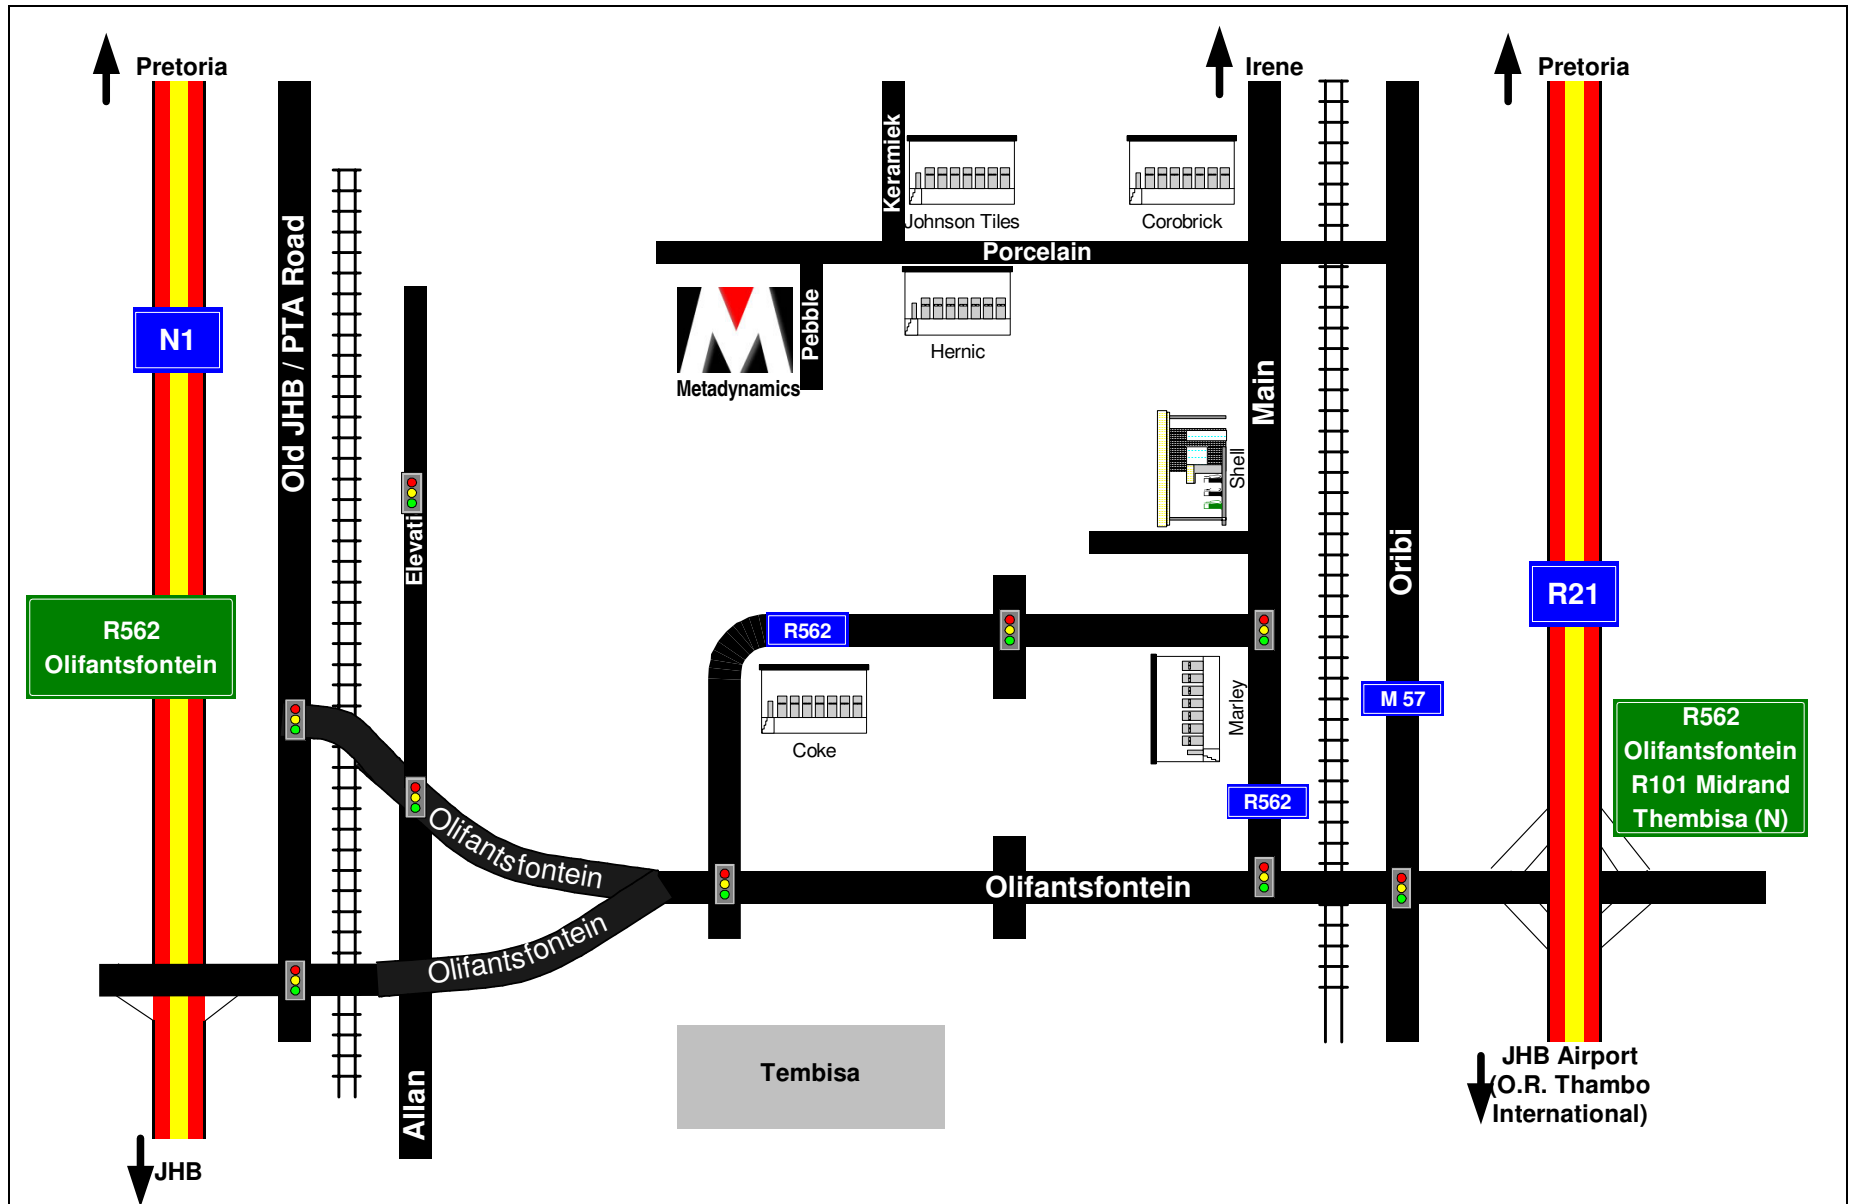 Pretoria
Irene
Pretoria
Keramiek
Johnson Tiles
Corobrick
Porcelain
Old JHB / PTA Road
N1
Pebble
Hernic
Metadynamics
Main
Shell
Elevati
Oribi
R21
R562
Olifantsfontein
R562
M 57
Marley
Coke
R562
R562
Olifantsfontein
R101 Midrand
Thembisa (N)
Olifantsfontein
Olifantsfontein
Olifantsfontein
Allan
Tembisa
JHB Airport
(O.R. Thambo
International)
JHB